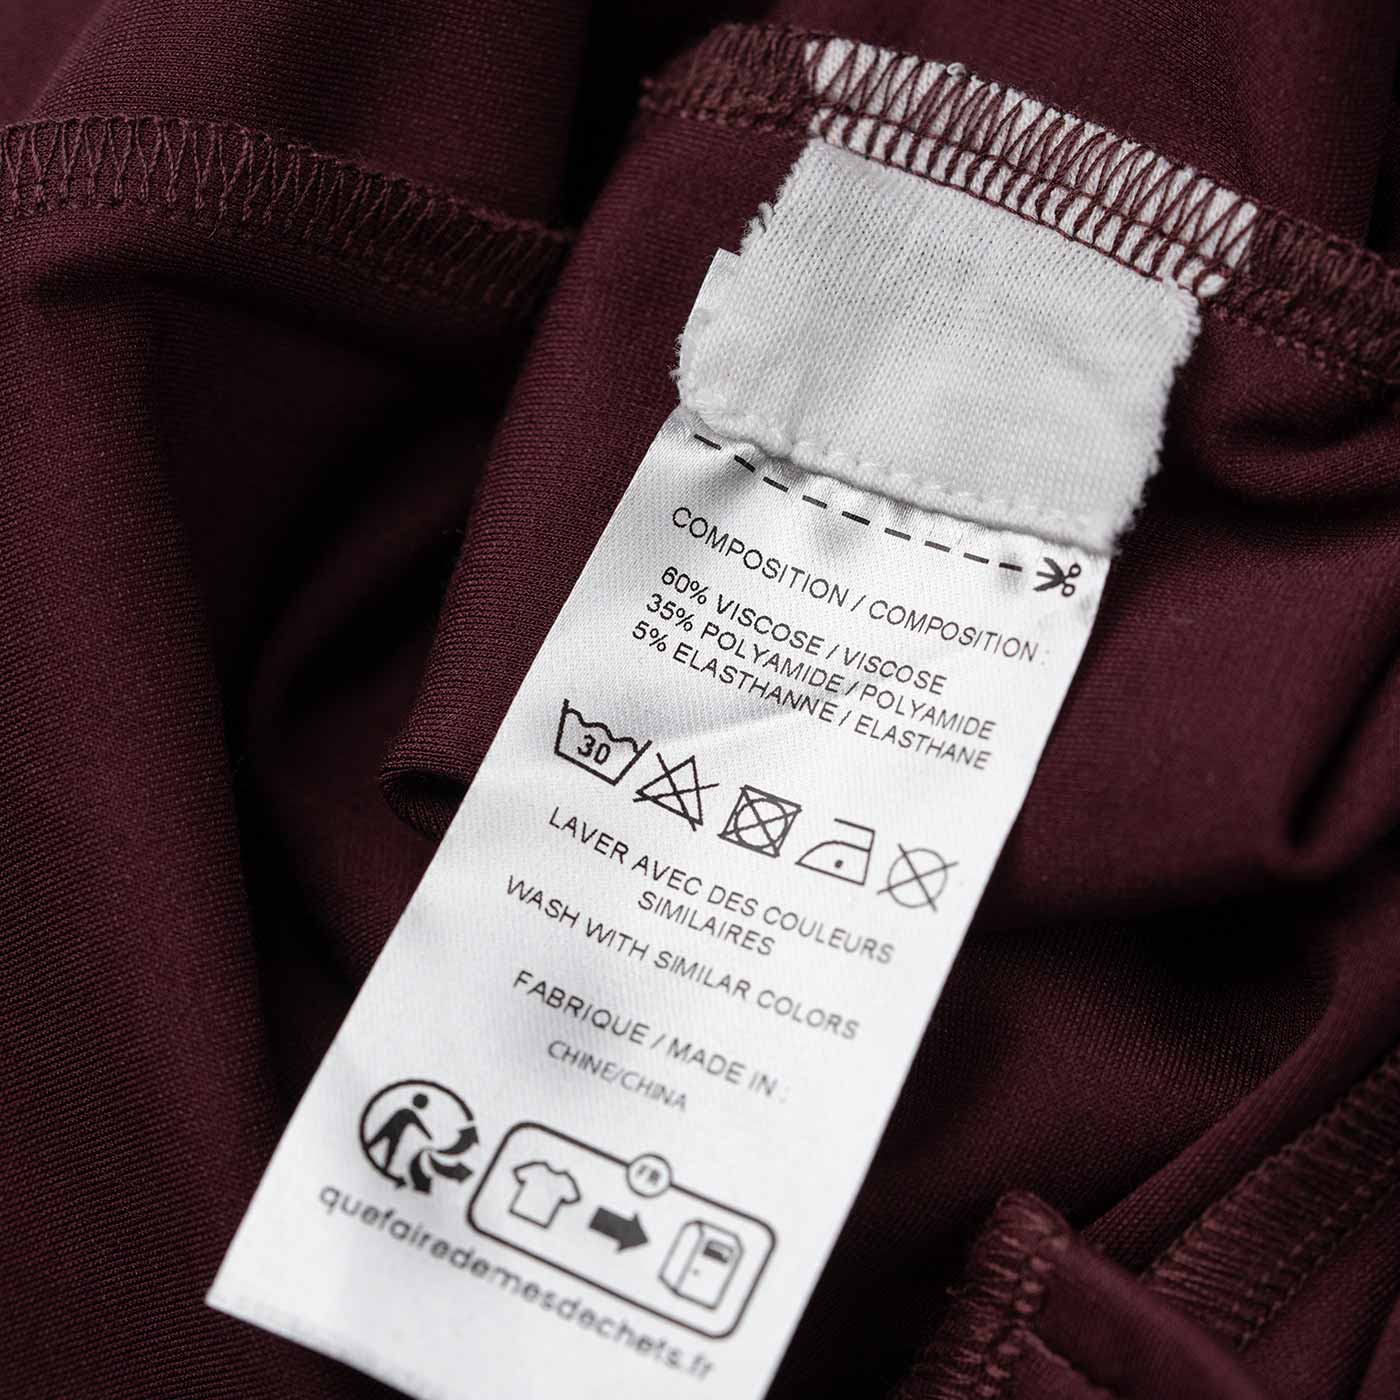 COMPOSITION / COMPOSITION :
60% VISCOSE / VISCOSE
35% POLYAMIDE / POLYAMIDE
5% ELASTHANNE / ELASTHANE
30
LAVER AVEC DES COULEURS
SIMILAIRES
WASH WITH SIMILAR COLORS
FABRIQUE / MADE IN :
CHINE/CHINA
FR
quefairedemesdechets.fr